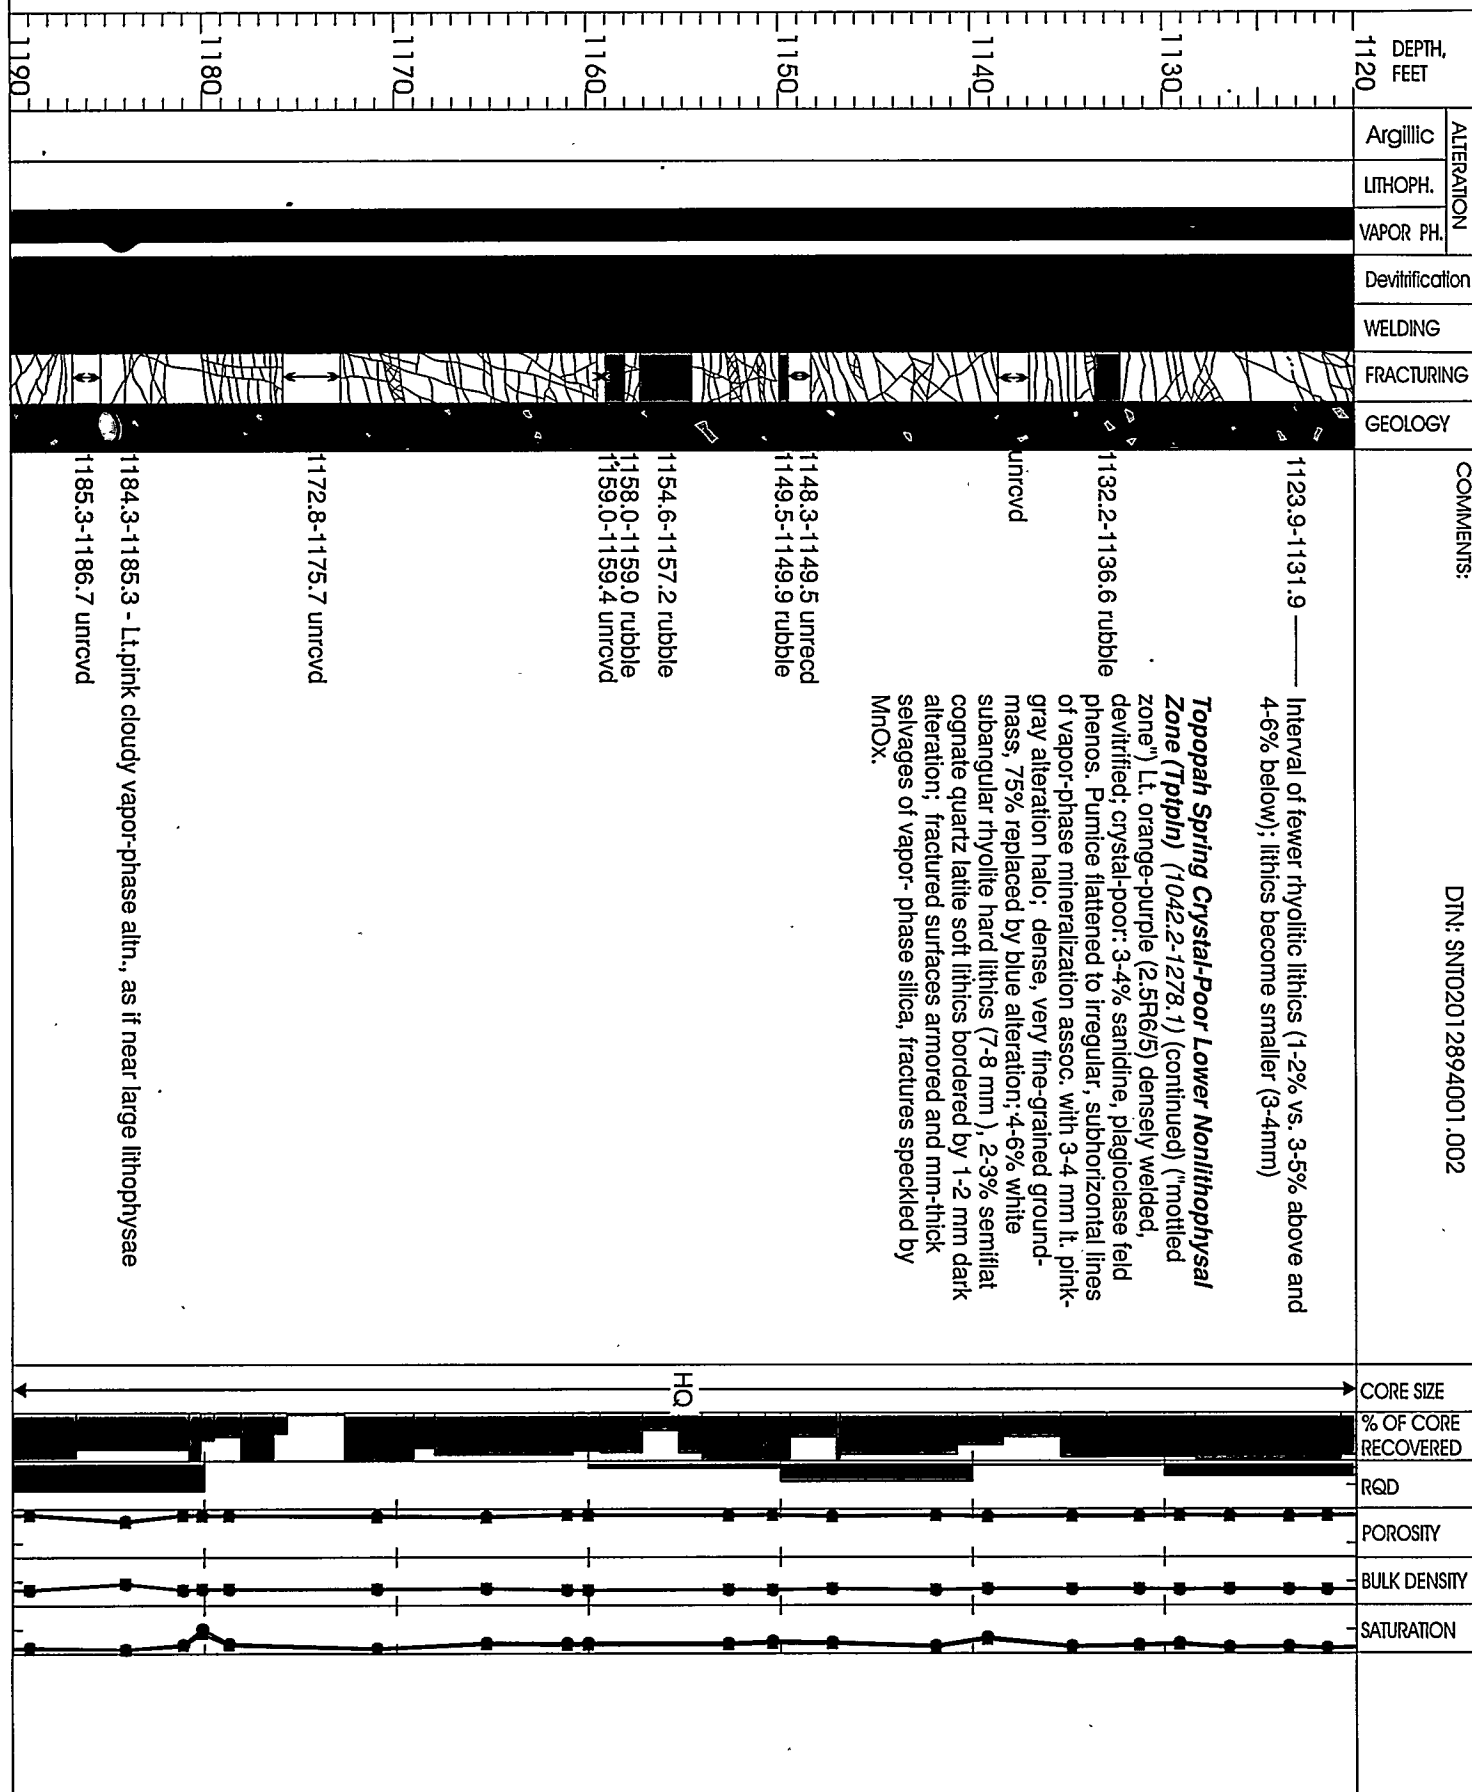 DTN: SNT02012894001.002
DEPTH,
FEET
ALTERATION
Argillic
LITHOPH.
VAPOR PH.
Devitrification
WELDING
FRACTURING
GEOLOGY
COMMENTS:
CORE SIZE
% OF CORE
RECOVERED
RQD
POROSITY
BULK DENSITY
SATURATION
1120
1130
1140
1150
1160
1170
1180
1190
1123.9-1131.9
Interval of fewer rhyolitic lithics (1-2% vs. 3-5% above and
4-6% below); lithics become smaller (3-4mm)
Topopah Spring Crystal-Poor Lower Nonlithophysal
Zone (Tptpln) (1042.2-1278.1) (continued) ("mottled
zone") Lt. orange-purple (2.5R6/5) densely welded,
devitrified; crystal-poor: 3-4% sanidine, plagioclase feld
phenos. Pumice flattened to irregular, subhorizontal lines
of vapor-phase mineralization assoc. with 3-4 mm lt. pink-
gray alteration halo; dense, very fine-grained ground-
mass, 75% replaced by blue alteration; 4-6% white
subangular rhyolite hard lithics (7-8 mm ), 2-3% semiflat
cognate quartz latite soft lithics bordered by 1-2 mm dark
alteration; fractured surfaces armored and mm-thick
selvages of vapor- phase silica, fractures speckled by
MnOx.
1132.2-1136.6 rubble
unrcvd
1148.3-1149.5 unrecd
1149.5-1149.9 rubble
1154.6-1157.2 rubble
1158.0-1159.0 rubble
1159.0-1159.4 unrcvd
1172.8-1175.7 unrcvd
1184.3-1185.3 - Lt.pink cloudy vapor-phase altn., as if near large lithophysae
1185.3-1186.7 unrcvd
HQ